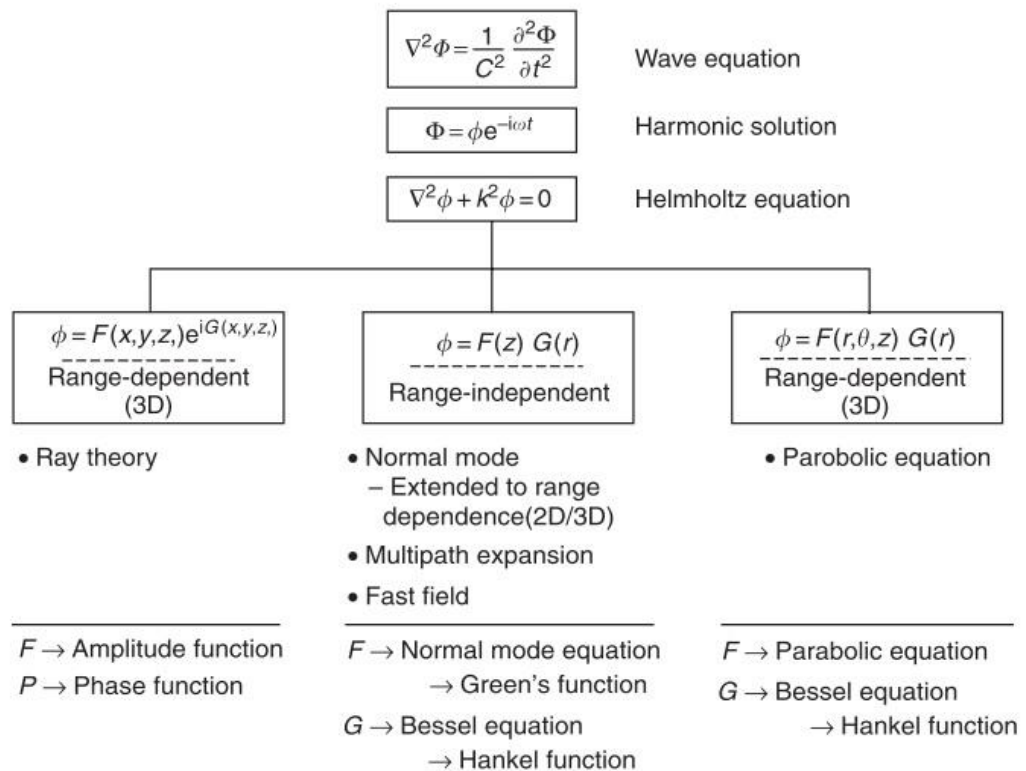 ∇²Φ = 1/C² ∂²Φ/∂t²
Wave equation
Φ = ϕe^{−iωt}
Harmonic solution
∇²ϕ + k²ϕ = 0
Helmholtz equation
ϕ = F(x,y,z,)e^{iG(x,y,z,)}
Range-dependent
(3D)
• Ray theory
F → Amplitude function
P → Phase function
ϕ = F(z) G(r)
Range-independent
• Normal mode
– Extended to range
dependence(2D/3D)
• Multipath expansion
• Fast field
F → Normal mode equation
→ Green's function
G → Bessel equation
→ Hankel function
ϕ = F(r,θ,z) G(r)
Range-dependent
(3D)
• Parobolic equation
F → Parabolic equation
G → Bessel equation
→ Hankel function